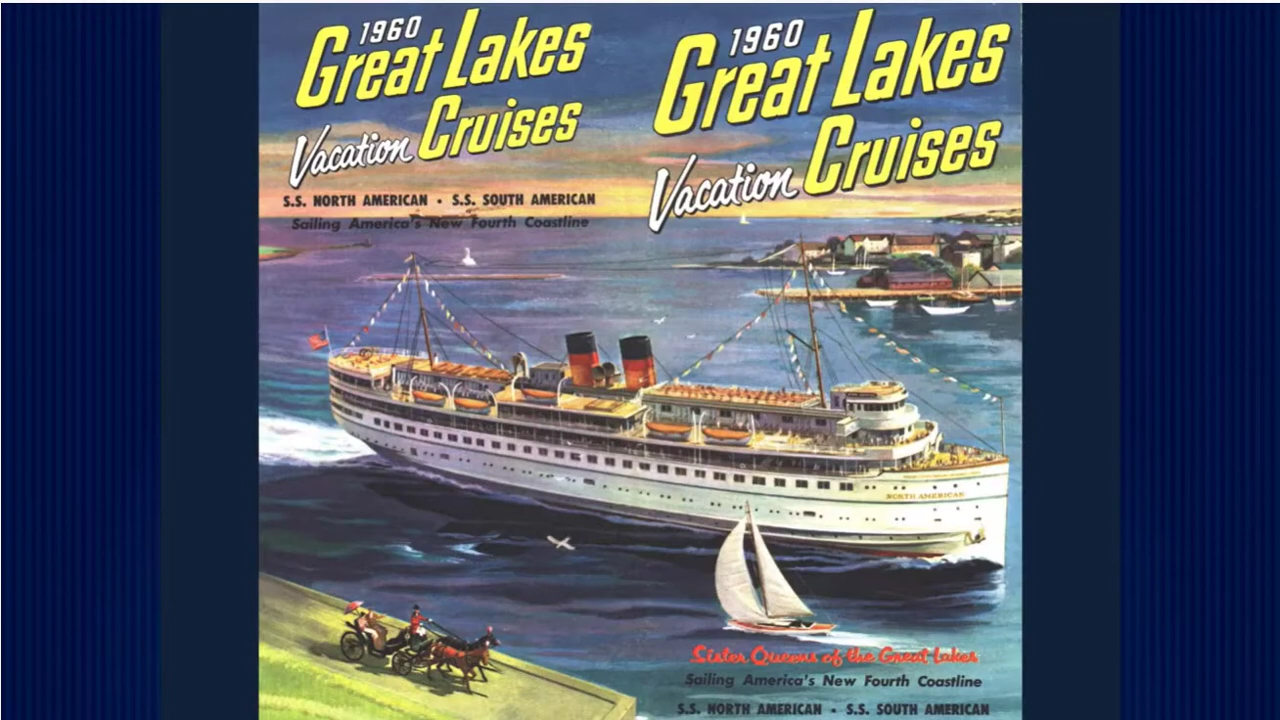 1960
Great Lakes
Vacation Cruises
S.S. NORTH AMERICAN • S.S. SOUTH AMERICAN
Sailing America's New Fourth Coastline
1960
Great Lakes
Vacation Cruises
NORTH AMERICAN
Sister Queens of the Great Lakes
Sailing America's New Fourth Coastline
S.S. NORTH AMERICAN • S.S. SOUTH AMERICAN